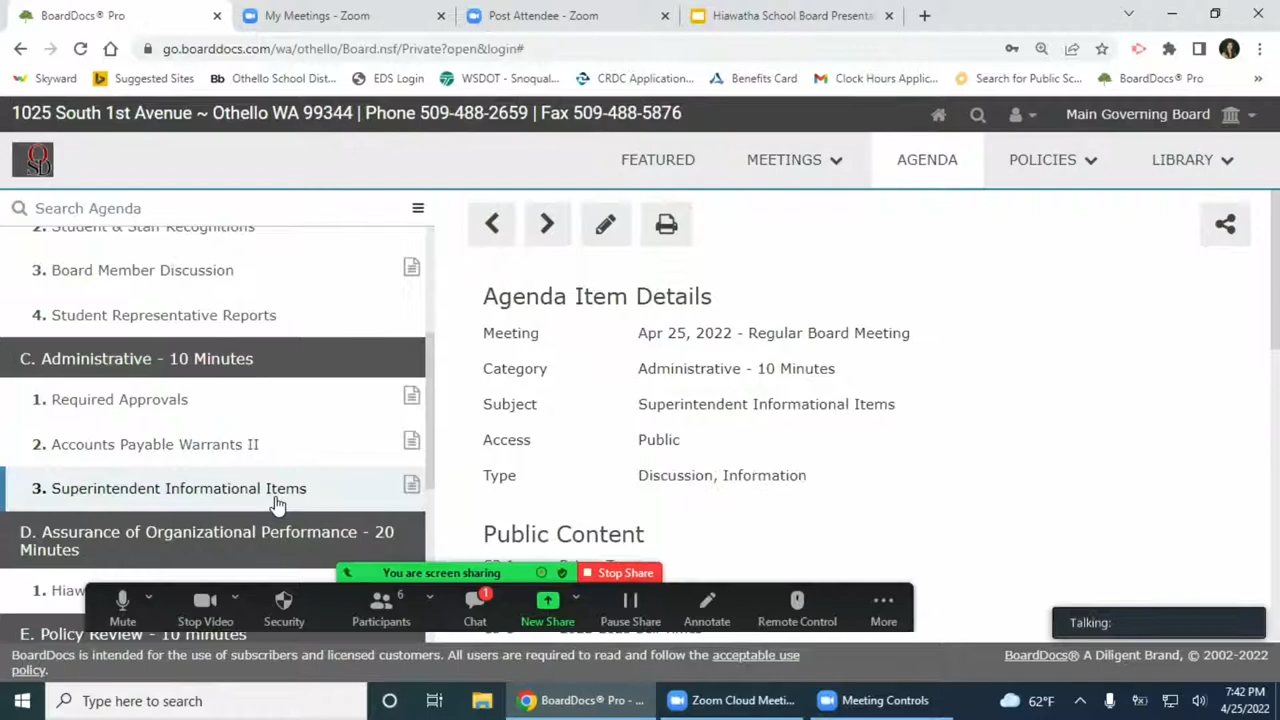 BoardDocs® Pro
My Meetings - Zoom
Post Attendee - Zoom
Hiawatha School Board Presenta
go.boarddocs.com/wa/othello/Board.nsf/Private?open&login#
Skyward
Suggested Sites
Bb Othello School Dist...
EDS Login
WSDOT - Snoqual...
CRDC Application...
Benefits Card
Clock Hours Applic...
Search for Public Sc...
BoardDocs® Pro
»
1025 South 1st Avenue ~ Othello WA 99344 | Phone 509-488-2659 | Fax 509-488-5876
Main Governing Board
OSD
FEATURED
MEETINGS
AGENDA
POLICIES
LIBRARY
Search Agenda
2. Student & Staff Recognitions
3. Board Member Discussion
4. Student Representative Reports
C. Administrative - 10 Minutes
1. Required Approvals
2. Accounts Payable Warrants II
3. Superintendent Informational Items
D. Assurance of Organizational Performance - 20
Minutes
1. Hiaw
E. Policy Review - 10 minutes
Agenda Item Details
Meeting Apr 25, 2022 - Regular Board Meeting
Category Administrative - 10 Minutes
Subject Superintendent Informational Items
Access Public
Type Discussion, Information
Public Content
You are screen sharing
Stop Share
Mute
Stop Video
Security
6
Participants
1
Chat
New Share
Pause Share
Annotate
Remote Control
More
Talking:
BoardDocs is intended for the use of subscribers and licensed customers. All users are required to read and follow the acceptable use
policy.
BoardDocs® A Diligent Brand, © 2002-2022
Type here to search
BoardDocs® Pro - ...
Zoom Cloud Meeti...
Meeting Controls
62°F
7:42 PM
4/25/2022